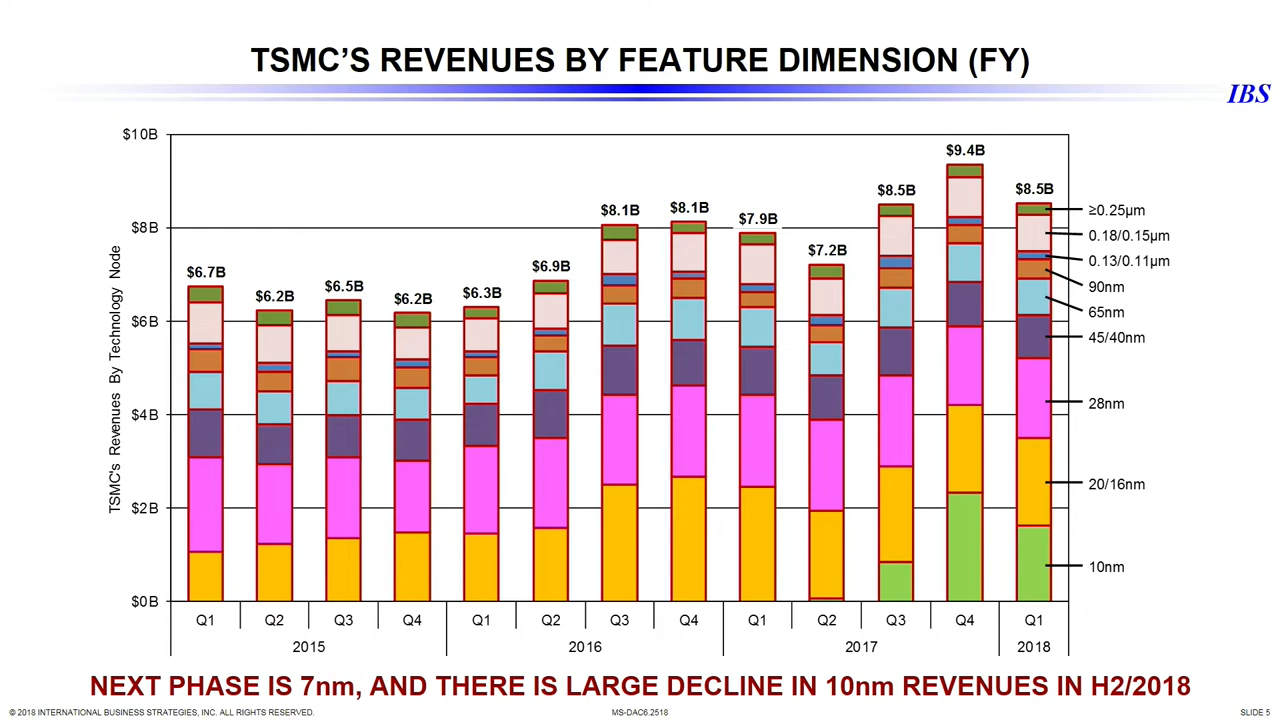 TSMC’S REVENUES BY FEATURE DIMENSION (FY)
IBS
TSMC's Revenues By Technology Node
$10B
$8B
$6B
$4B
$2B
$0B
$6.7B
$6.2B
$6.5B
$6.2B
$6.3B
$6.9B
$8.1B
$8.1B
$7.9B
$7.2B
$8.5B
$9.4B
$8.5B
≥0.25µm
0.18/0.15µm
0.13/0.11µm
90nm
65nm
45/40nm
28nm
20/16nm
10nm
Q1 Q2 Q3 Q4 Q1 Q2 Q3 Q4 Q1 Q2 Q3 Q4 Q1
2015 2016 2017 2018
NEXT PHASE IS 7nm, AND THERE IS LARGE DECLINE IN 10nm REVENUES IN H2/2018
© 2018 INTERNATIONAL BUSINESS STRATEGIES, INC. ALL RIGHTS RESERVED. MS-DAC6.2518 SLIDE 5